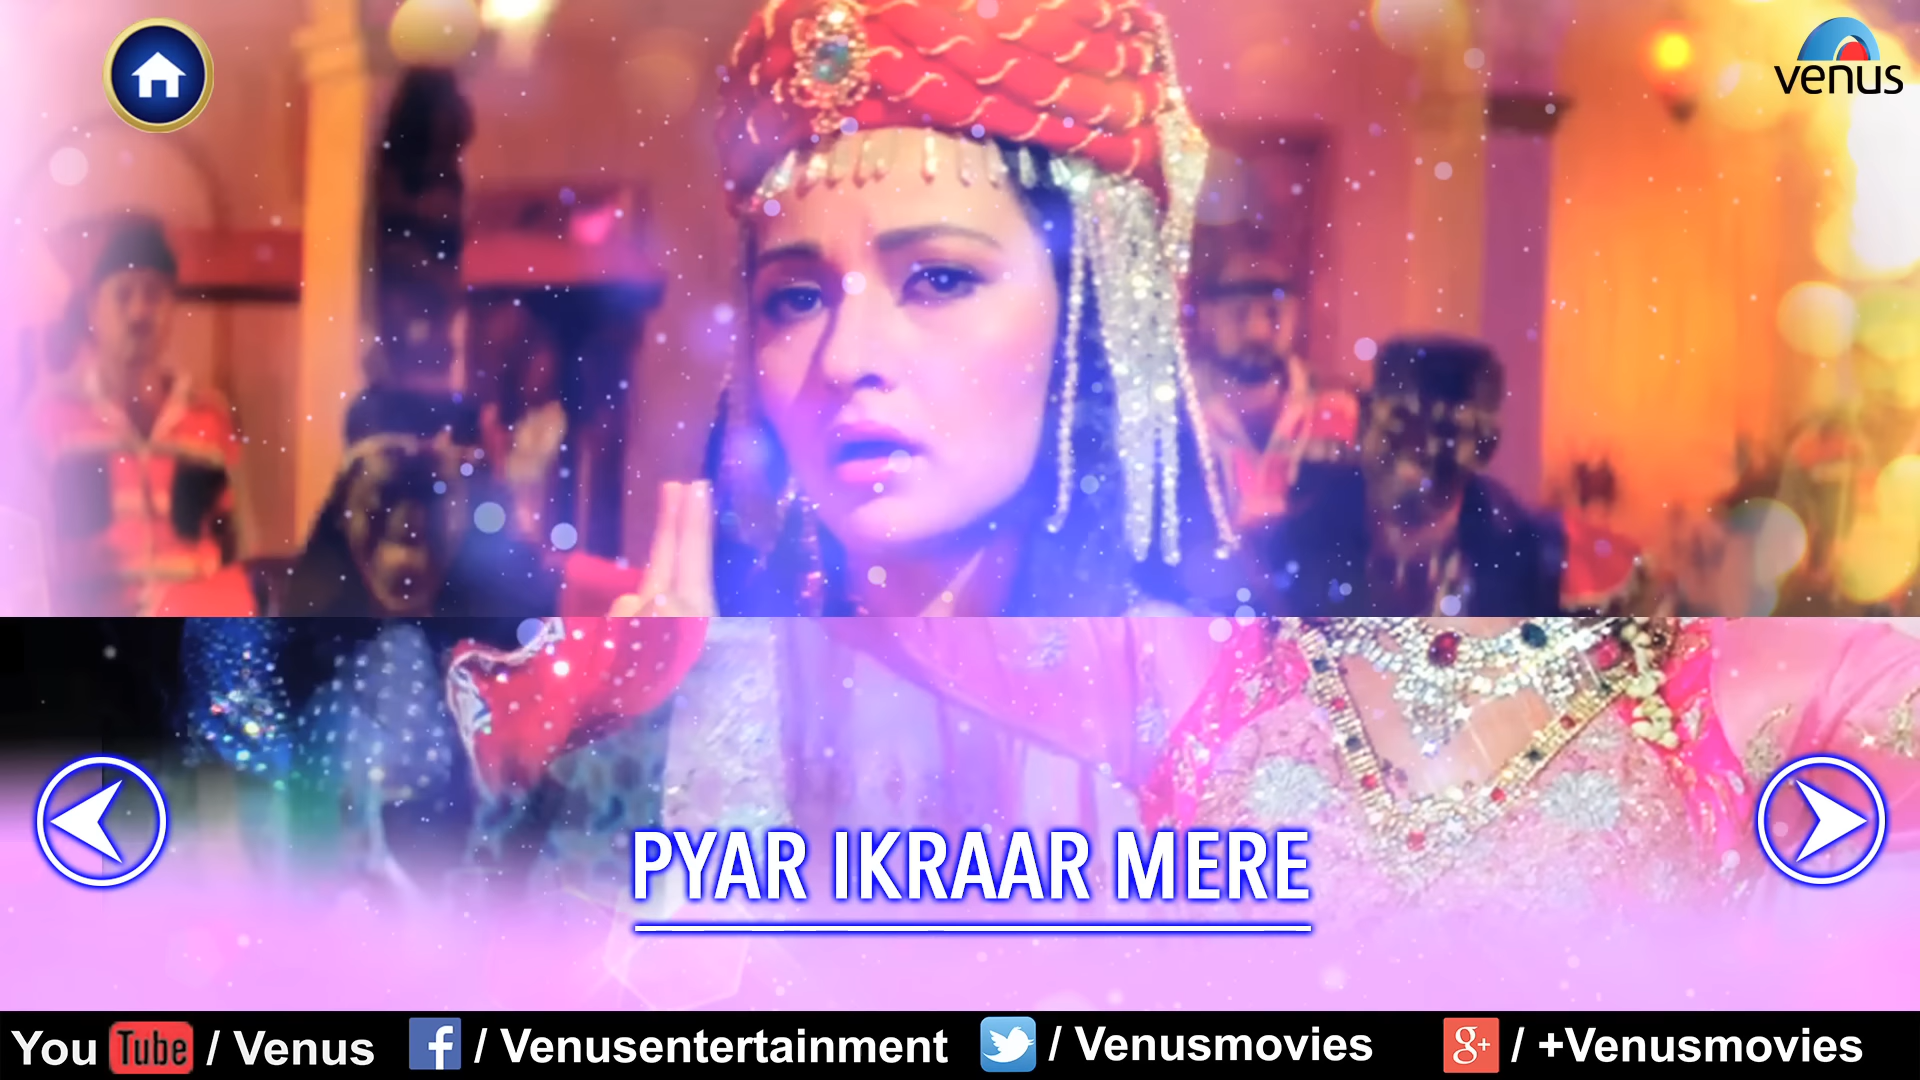 venus
PYAR IKRAAR MERE
You Tube / Venus f / Venusentertainment / Venusmovies g+ / +Venusmovies